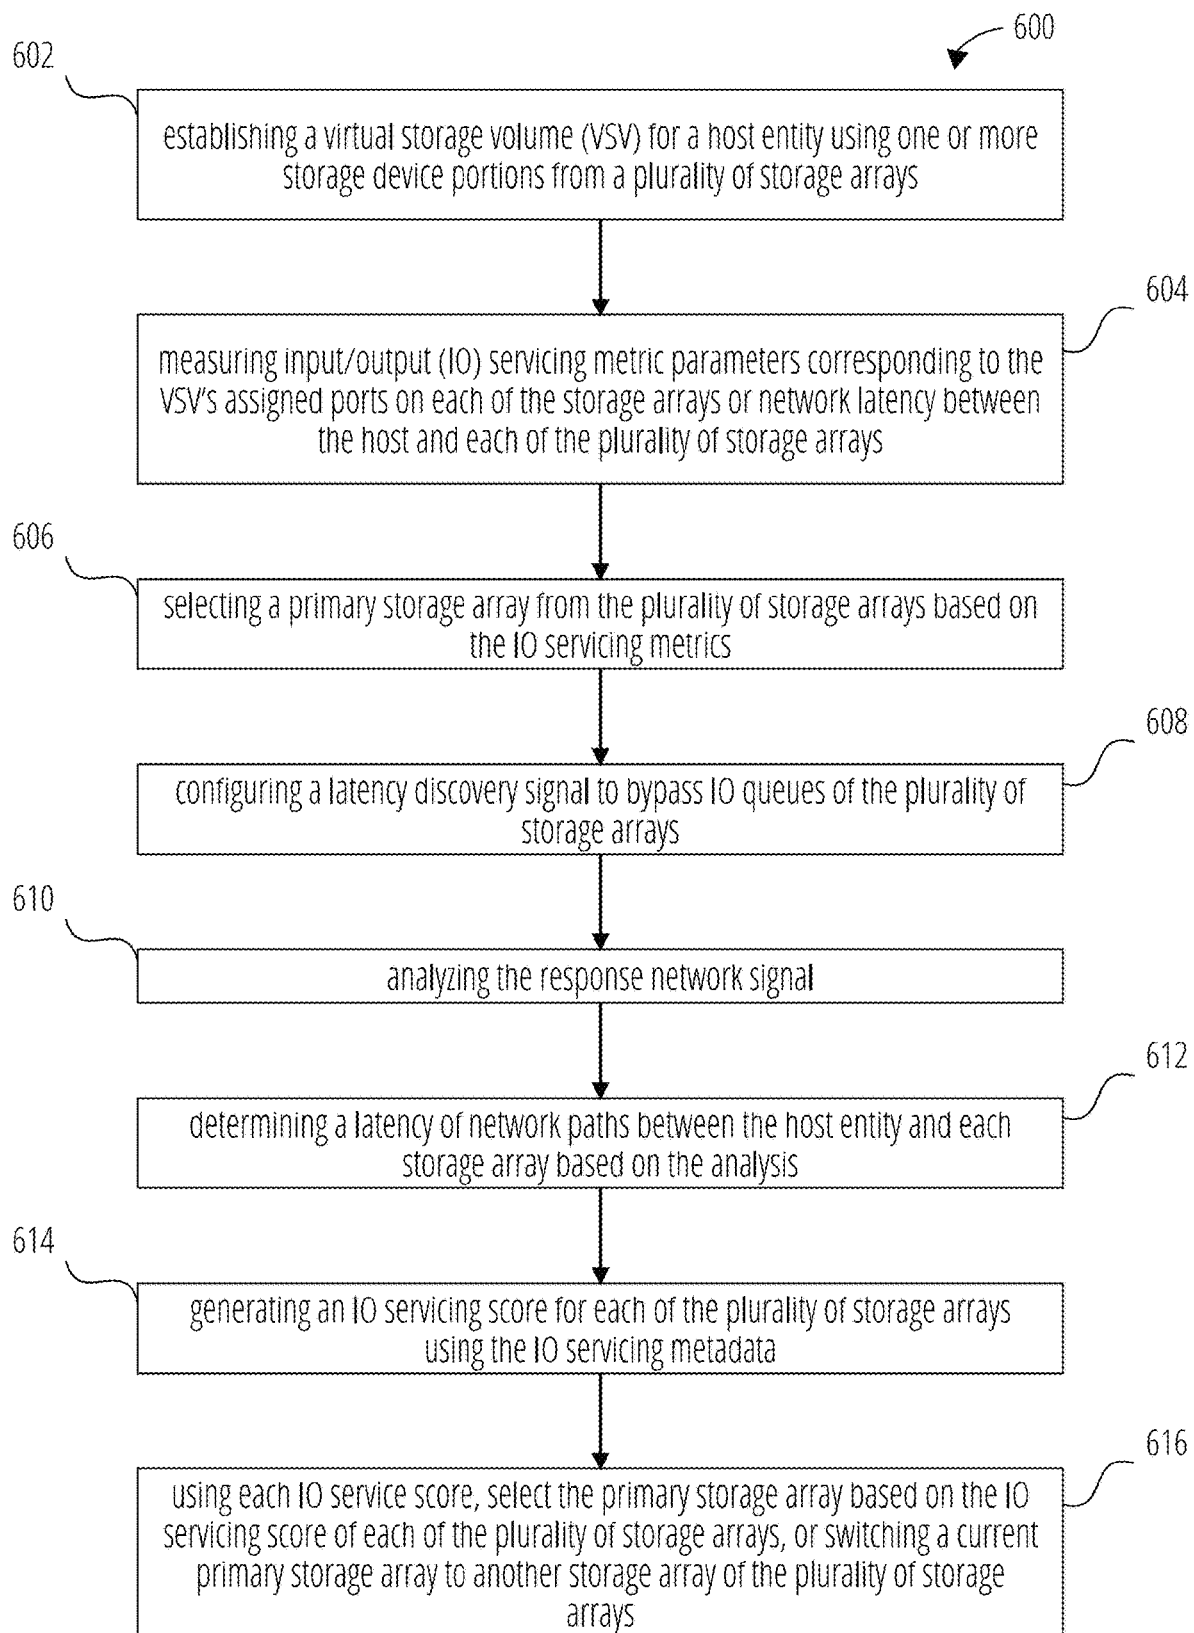 600
602
establishing a virtual storage volume (VSV) for a host entity using one or more
storage device portions from a plurality of storage arrays
604
measuring input/output (IO) servicing metric parameters corresponding to the
VSV's assigned ports on each of the storage arrays or network latency between
the host and each of the plurality of storage arrays
606
selecting a primary storage array from the plurality of storage arrays based on
the IO servicing metrics
608
configuring a latency discovery signal to bypass IO queues of the plurality of
storage arrays
610
analyzing the response network signal
612
determining a latency of network paths between the host entity and each
storage array based on the analysis
614
generating an IO servicing score for each of the plurality of storage arrays
using the IO servicing metadata
616
using each IO service score, select the primary storage array based on the IO
servicing score of each of the plurality of storage arrays, or switching a current
primary storage array to another storage array of the plurality of storage
arrays